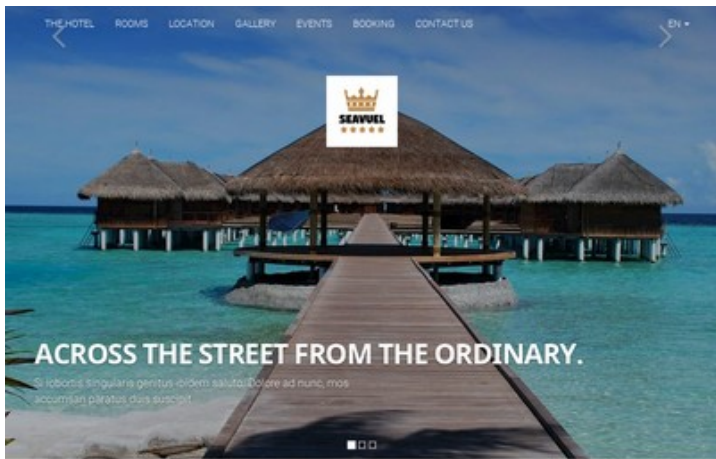 THE HOTEL ROOMS LOCATION GALLERY EVENTS BOOKING CONTACT US EN
SEAVUEL
ACROSS THE STREET FROM THE ORDINARY.
Si lobortis singularis genitus ibidem saluto. Dolore ad nunc, mos
accumsan paratus duis suscipit